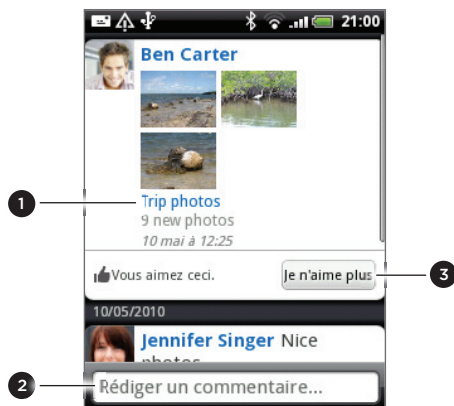 21:00
Ben Carter
1
Trip photos
9 new photos
10 mai à 12:25
Vous aimez ceci.
Je n'aime plus
3
10/05/2010
Jennifer Singer Nice
photos
2
Rédiger un commentaire...